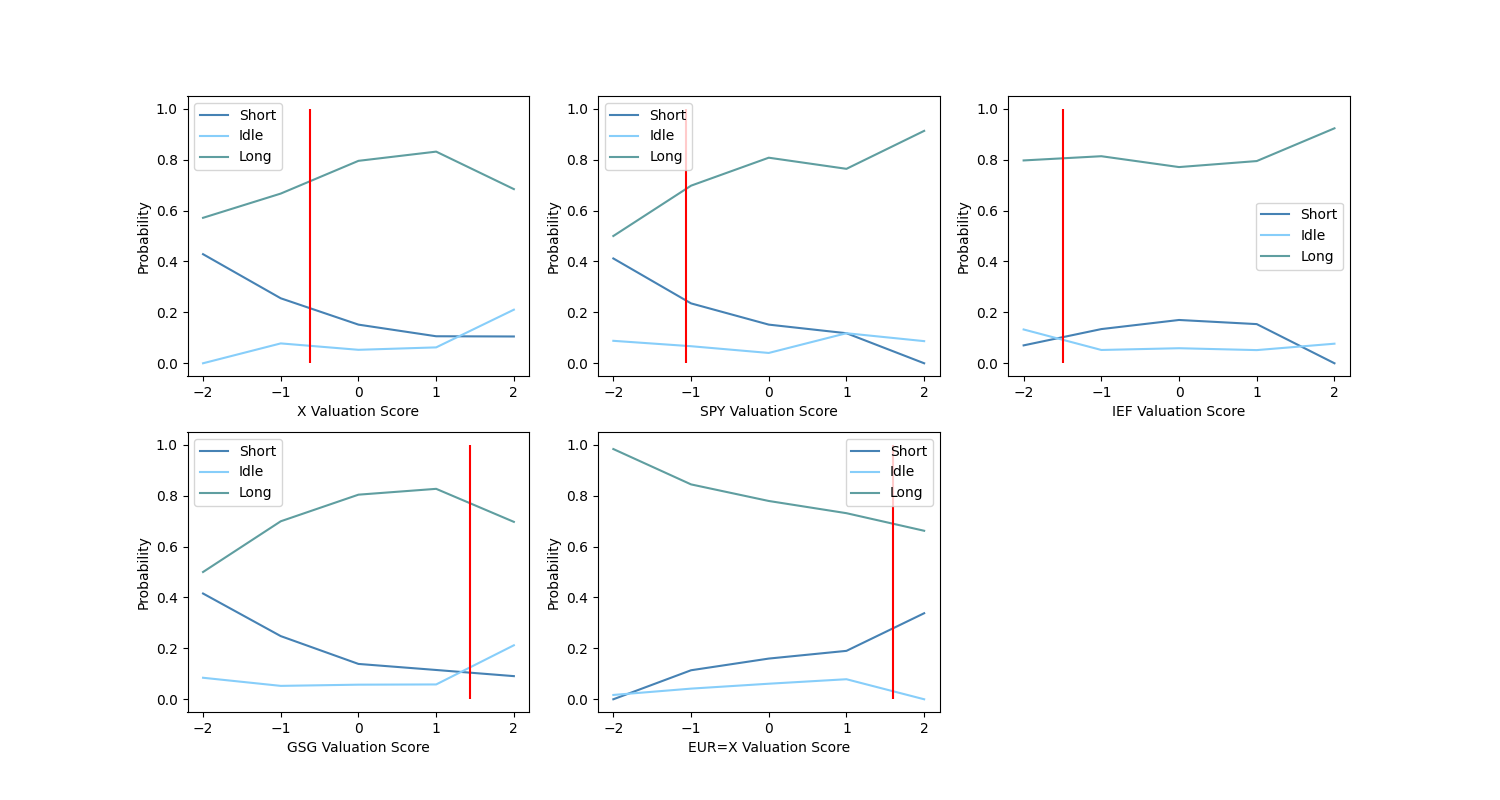 1.0
0.8
0.6
0.4
0.2
0.0
Probability
Short
Idle
Long
−2 −1 0 1 2
X Valuation Score
1.0
0.8
0.6
0.4
0.2
0.0
Probability
Short
Idle
Long
−2 −1 0 1 2
SPY Valuation Score
1.0
0.8
0.6
0.4
0.2
0.0
Probability
Short
Idle
Long
−2 −1 0 1 2
IEF Valuation Score
1.0
0.8
0.6
0.4
0.2
0.0
Probability
Short
Idle
Long
−2 −1 0 1 2
GSG Valuation Score
1.0
0.8
0.6
0.4
0.2
0.0
Probability
Short
Idle
Long
−2 −1 0 1 2
EUR=X Valuation Score